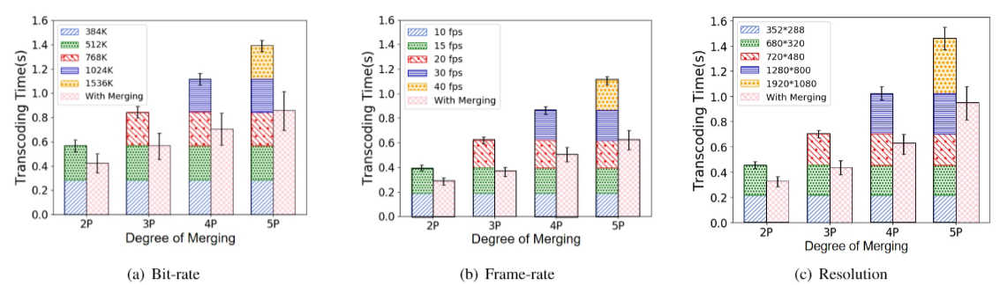 1.6
1.4
1.2
1.0
0.8
0.6
0.4
0.2
0.0
Transcoding Time(s)
384K
512K
768K
1024K
1536K
With Merging
2P 3P 4P 5P
Degree of Merging
(a) Bit-rate
1.6
1.4
1.2
1.0
0.8
0.6
0.4
0.2
0.0
Transcoding Time(s)
10 fps
15 fps
20 fps
30 fps
40 fps
With Merging
2P 3P 4P 5P
Degree of Merging
(b) Frame-rate
1.6
1.4
1.2
1.0
0.8
0.6
0.4
0.2
0.0
Transcoding Time(s)
352*288
680*320
720*480
1280*800
1920*1080
With Merging
2P 3P 4P 5P
Degree of Merging
(c) Resolution